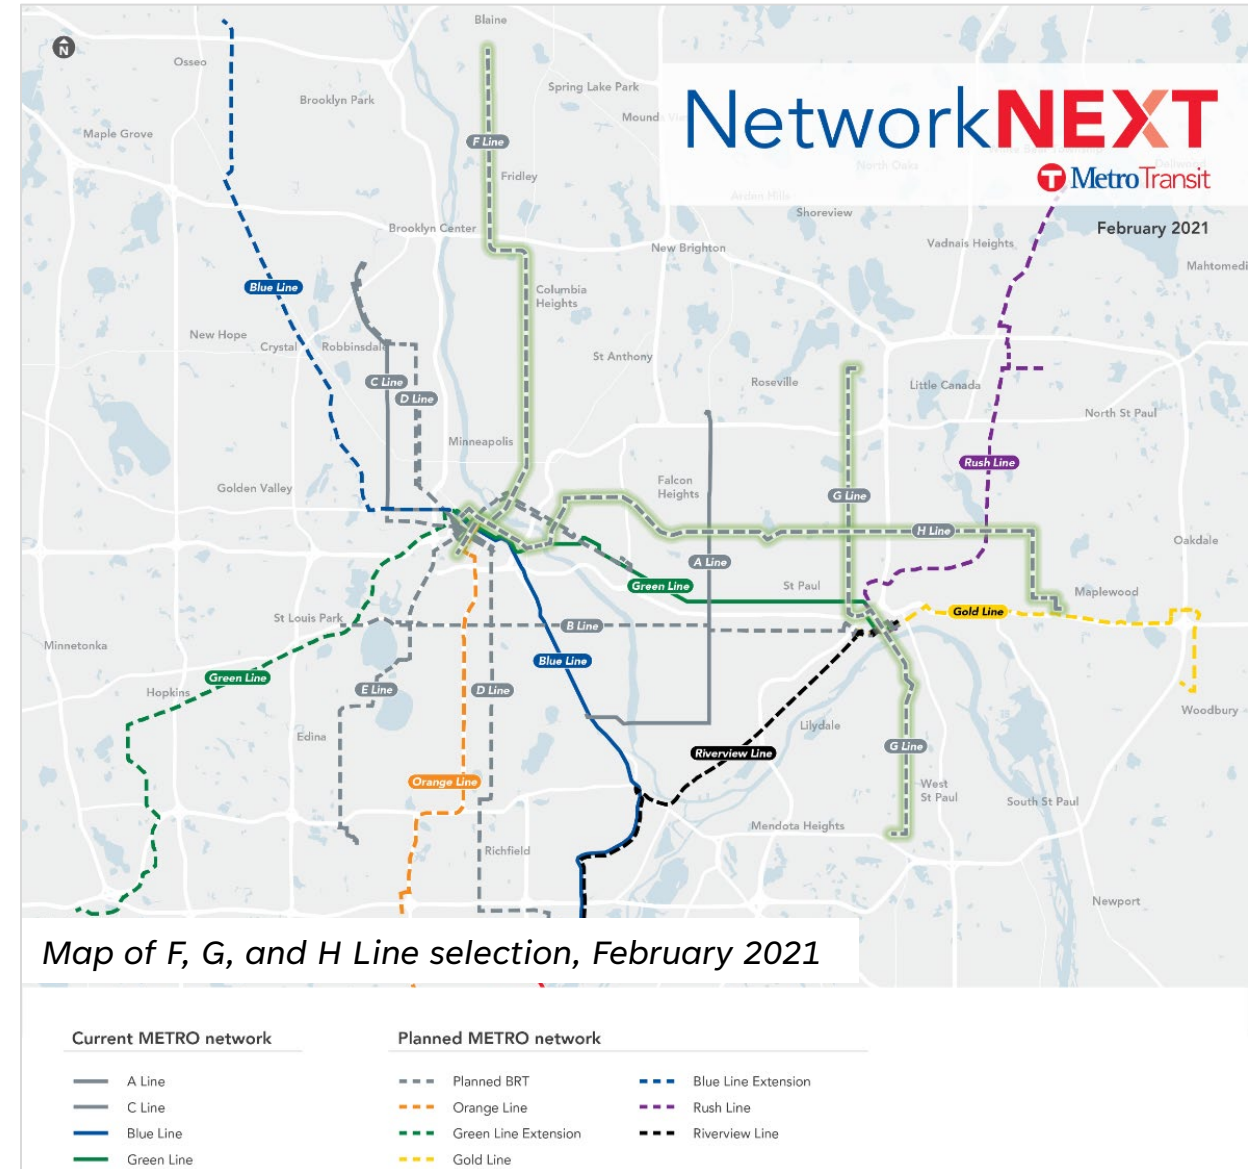 Blaine
N
Osseo
Spring Lake Park
Brooklyn Park
NetworkNEXT
Maple Grove
F Line
North Oaks
T MetroTransit
Fridley
Arden Hills
Shoreview
Brooklyn Center
February 2021
New Brighton
Vadnais Heights
Mahtomedi
Blue Line
Columbia
Heights
New Hope
Crystal
Robbinsdale
St Anthony
C Line
Roseville
Little Canada
D Line
North St Paul
Minneapolis
Rush Line
Golden Valley
Falcon
Heights
G Line
H Line
Oakdale
A Line
Green Line
St Paul
Maplewood
Gold Line
St Louis Park
B Line
Minnetonka
Blue Line
Green Line
Hopkins
E Line
D Line
Woodbury
Lilydale
Edina
G Line
Riverview Line
Orange Line
West
St Paul
South St Paul
Mendota Heights
Richfield
Newport
Map of F, G, and H Line selection, February 2021
Current METRO network
A Line
C Line
Blue Line
Green Line
Planned METRO network
Planned BRT
Orange Line
Green Line Extension
Gold Line
Blue Line Extension
Rush Line
Riverview Line